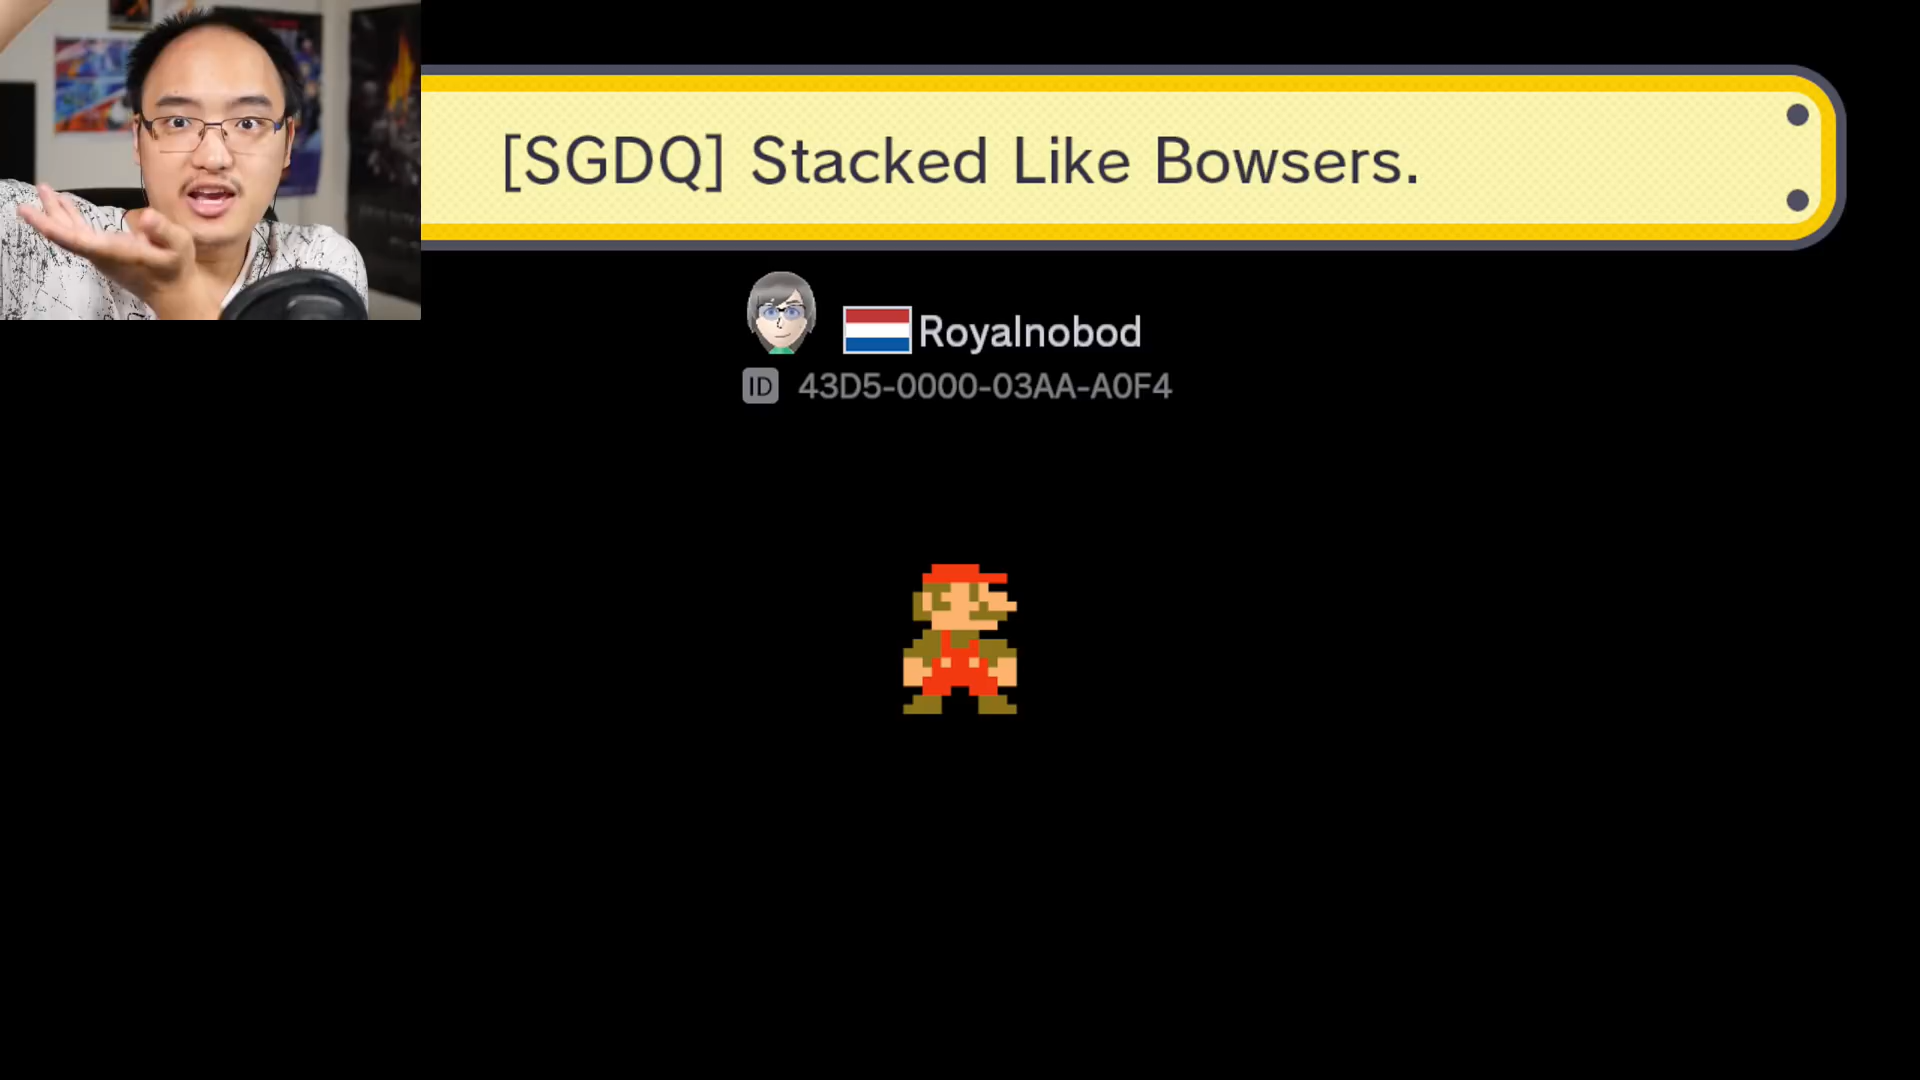 [SGDQ] Stacked Like Bowsers.
Royalnobod
ID 43D5-0000-03AA-A0F4